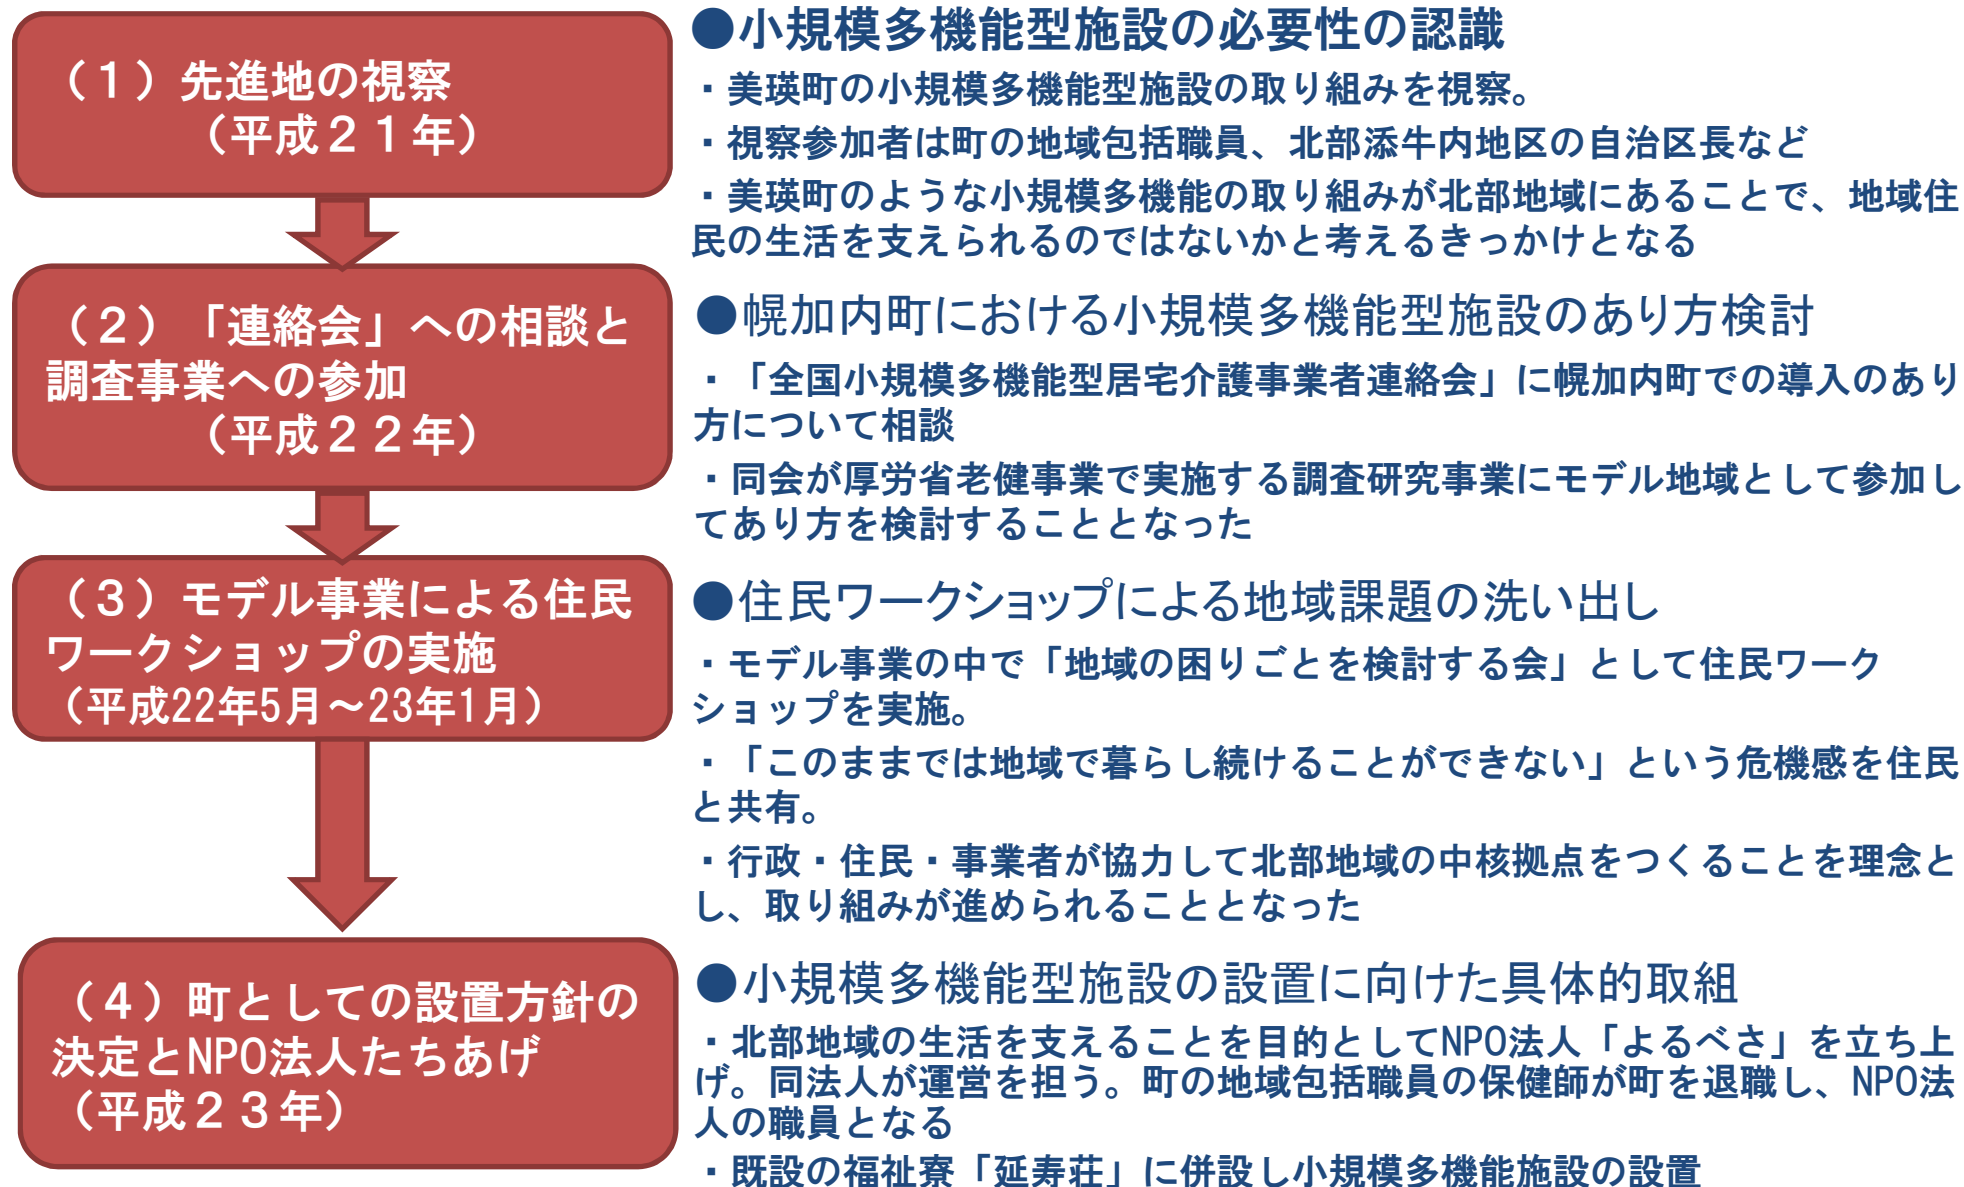 （１）先進地の視察
（平成２１年）
●小規模多機能型施設の必要性の認識
・美瑛町の小規模多機能型施設の取り組みを視察。
・視察参加者は町の地域包括職員、北部添牛内地区の自治区長など
・美瑛町のような小規模多機能の取り組みが北部地域にあることで、地域住
民の生活を支えられるのではないかと考えるきっかけとなる
（２）「連絡会」への相談と
調査事業への参加
（平成２２年）
●幌加内町における小規模多機能型施設のあり方検討
・「全国小規模多機能型居宅介護事業者連絡会」に幌加内町での導入のあり
方について相談
・同会が厚労省老健事業で実施する調査研究事業にモデル地域として参加し
てあり方を検討することとなった
（３）モデル事業による住民
ワークショップの実施
（平成22年5月～23年1月）
●住民ワークショップによる地域課題の洗い出し
・モデル事業の中で「地域の困りごとを検討する会」として住民ワーク
ショップを実施。
・「このままでは地域で暮らし続けることができない」という危機感を住民
と共有。
・行政・住民・事業者が協力して北部地域の中核拠点をつくることを理念と
し、取り組みが進められることとなった
（４）町としての設置方針の
決定とNPO法人たちあげ
（平成２３年）
●小規模多機能型施設の設置に向けた具体的取組
・北部地域の生活を支えることを目的としてNPO法人「よるべさ」を立ち上
げ。同法人が運営を担う。町の地域包括職員の保健師が町を退職し、NPO法
人の職員となる
・既設の福祉寮「延寿荘」に併設し小規模多機能施設の設置